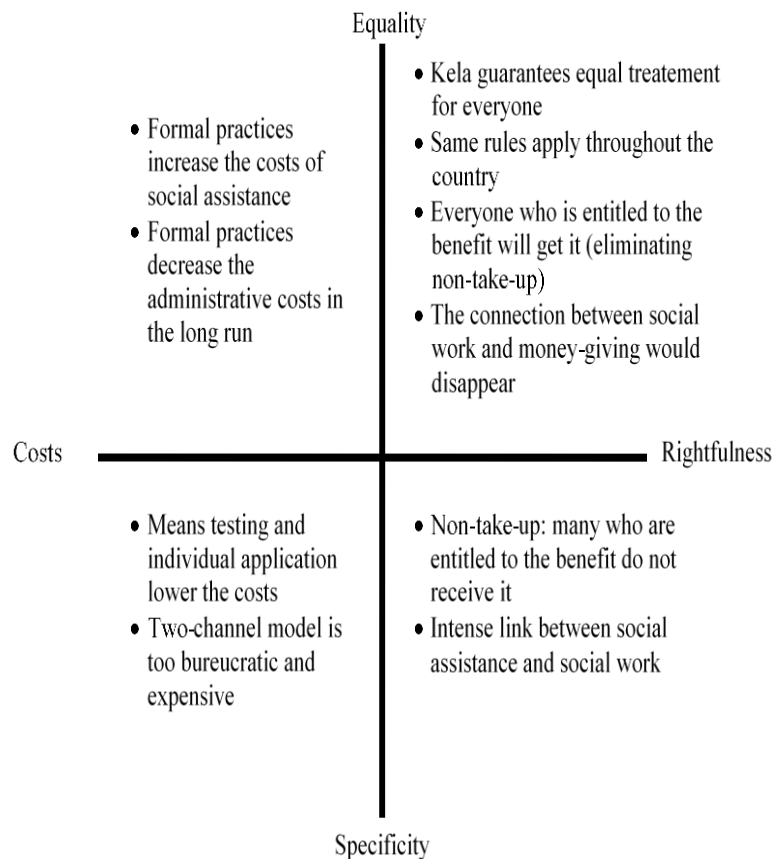 Equality
• Formal practices
increase the costs of
social assistance
• Formal practices
decrease the
administrative costs in
the long run
• Kela guarantees equal treatement
for everyone
• Same rules apply throughout the
country
• Everyone who is entitled to the
benefit will get it (eliminating
non-take-up)
• The connection between social
work and money-giving would
disappear
Costs
Rightfulness
• Means testing and
individual application
lower the costs
• Two-channel model is
too bureucratic and
expensive
• Non-take-up: many who are
entitled to the benefit do not
receive it
• Intense link between social
assistance and social work
Specificity